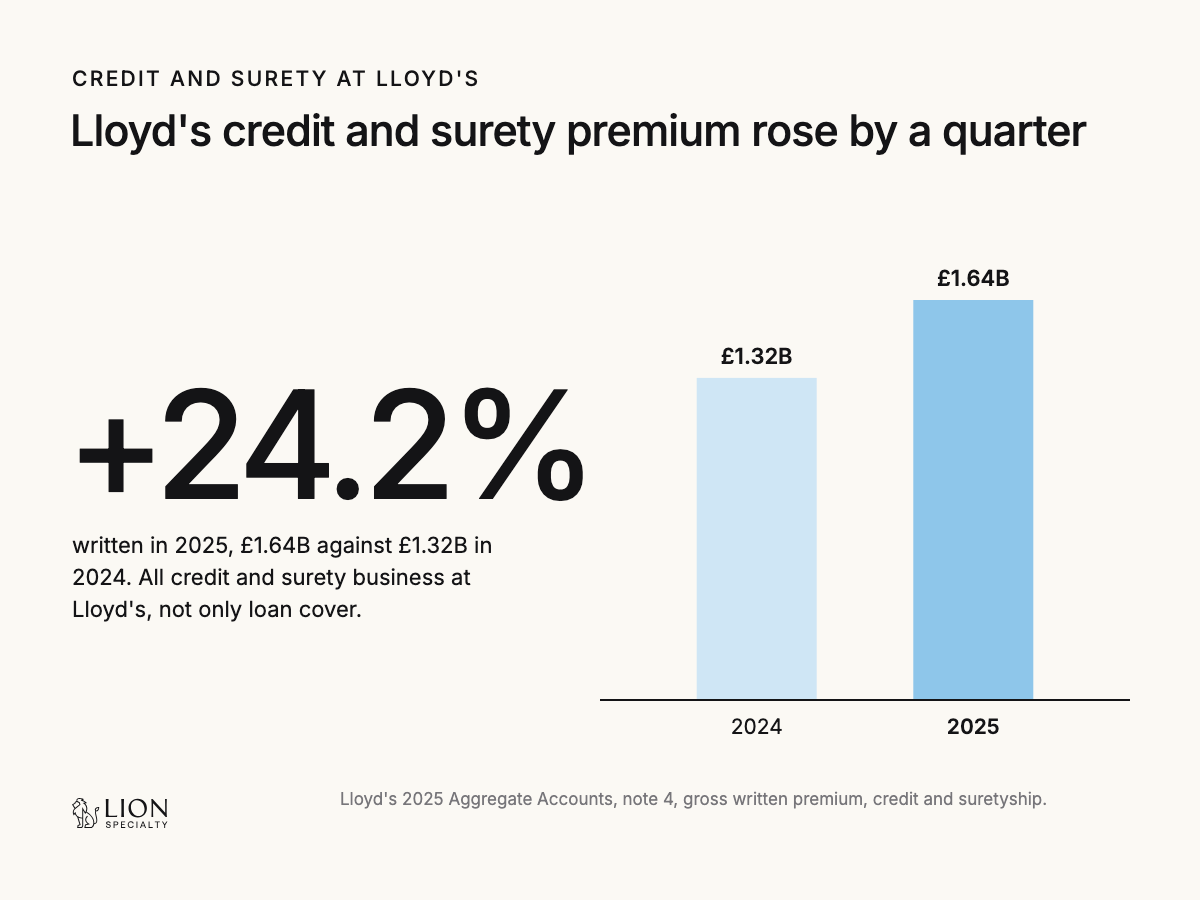 CREDIT AND SURETY AT LLOYD'S
Lloyd's credit and surety premium rose by a quarter
+24.2%
written in 2025, £1.64B against £1.32B in
2024. All credit and surety business at
Lloyd's, not only loan cover.
£1.32B
£1.64B
2024
2025
Lloyd's 2025 Aggregate Accounts, note 4, gross written premium, credit and suretyship.
LION
SPECIALTY